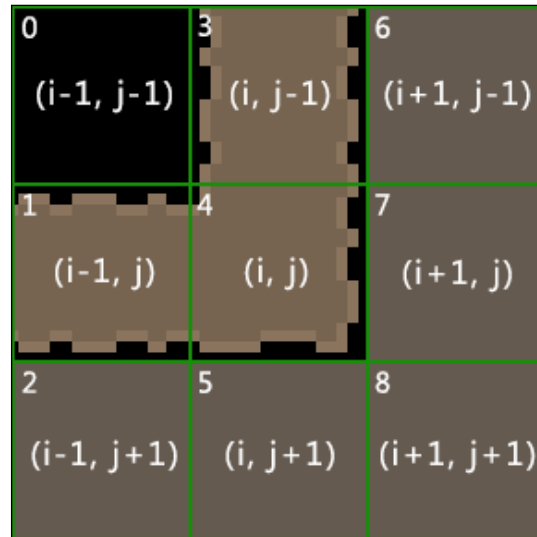 0 3 6
(i-1, j-1) (i, j-1) (i+1, j-1)
1 4 7
(i-1, j) (i, j) (i+1, j)
2 5 8
(i-1, j+1) (i, j+1) (i+1, j+1)